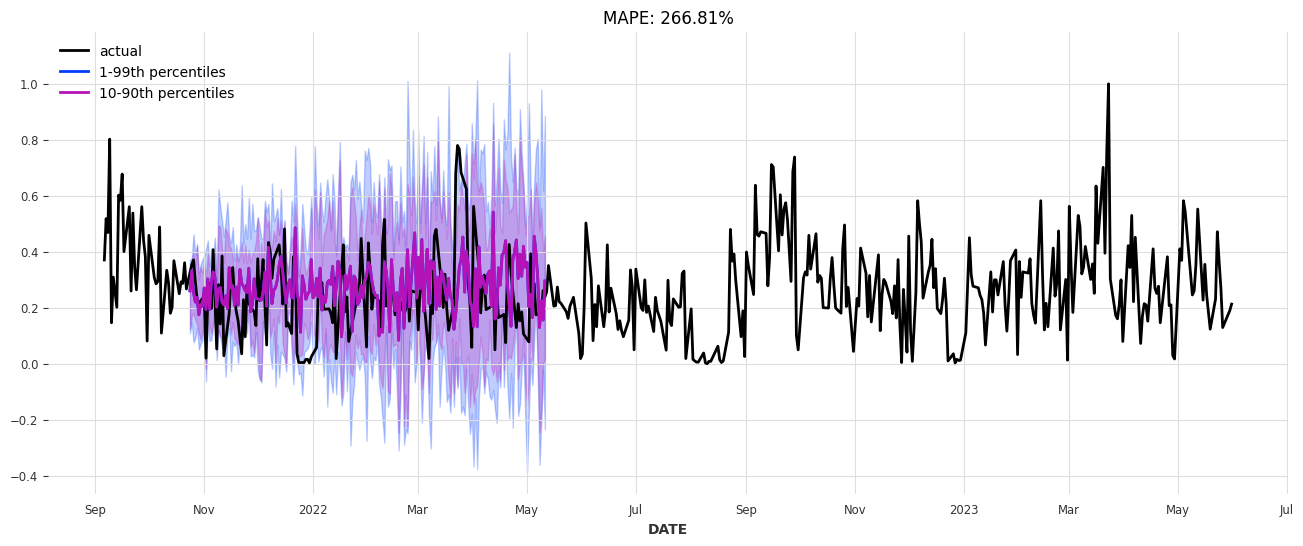 MAPE: 266.81%
actual
1-99th percentiles
10-90th percentiles
1.0
0.8
0.6
0.4
0.2
0.0
−0.2
−0.4
Sep Nov 2022 Mar May Jul Sep Nov 2023 Mar May Jul
DATE